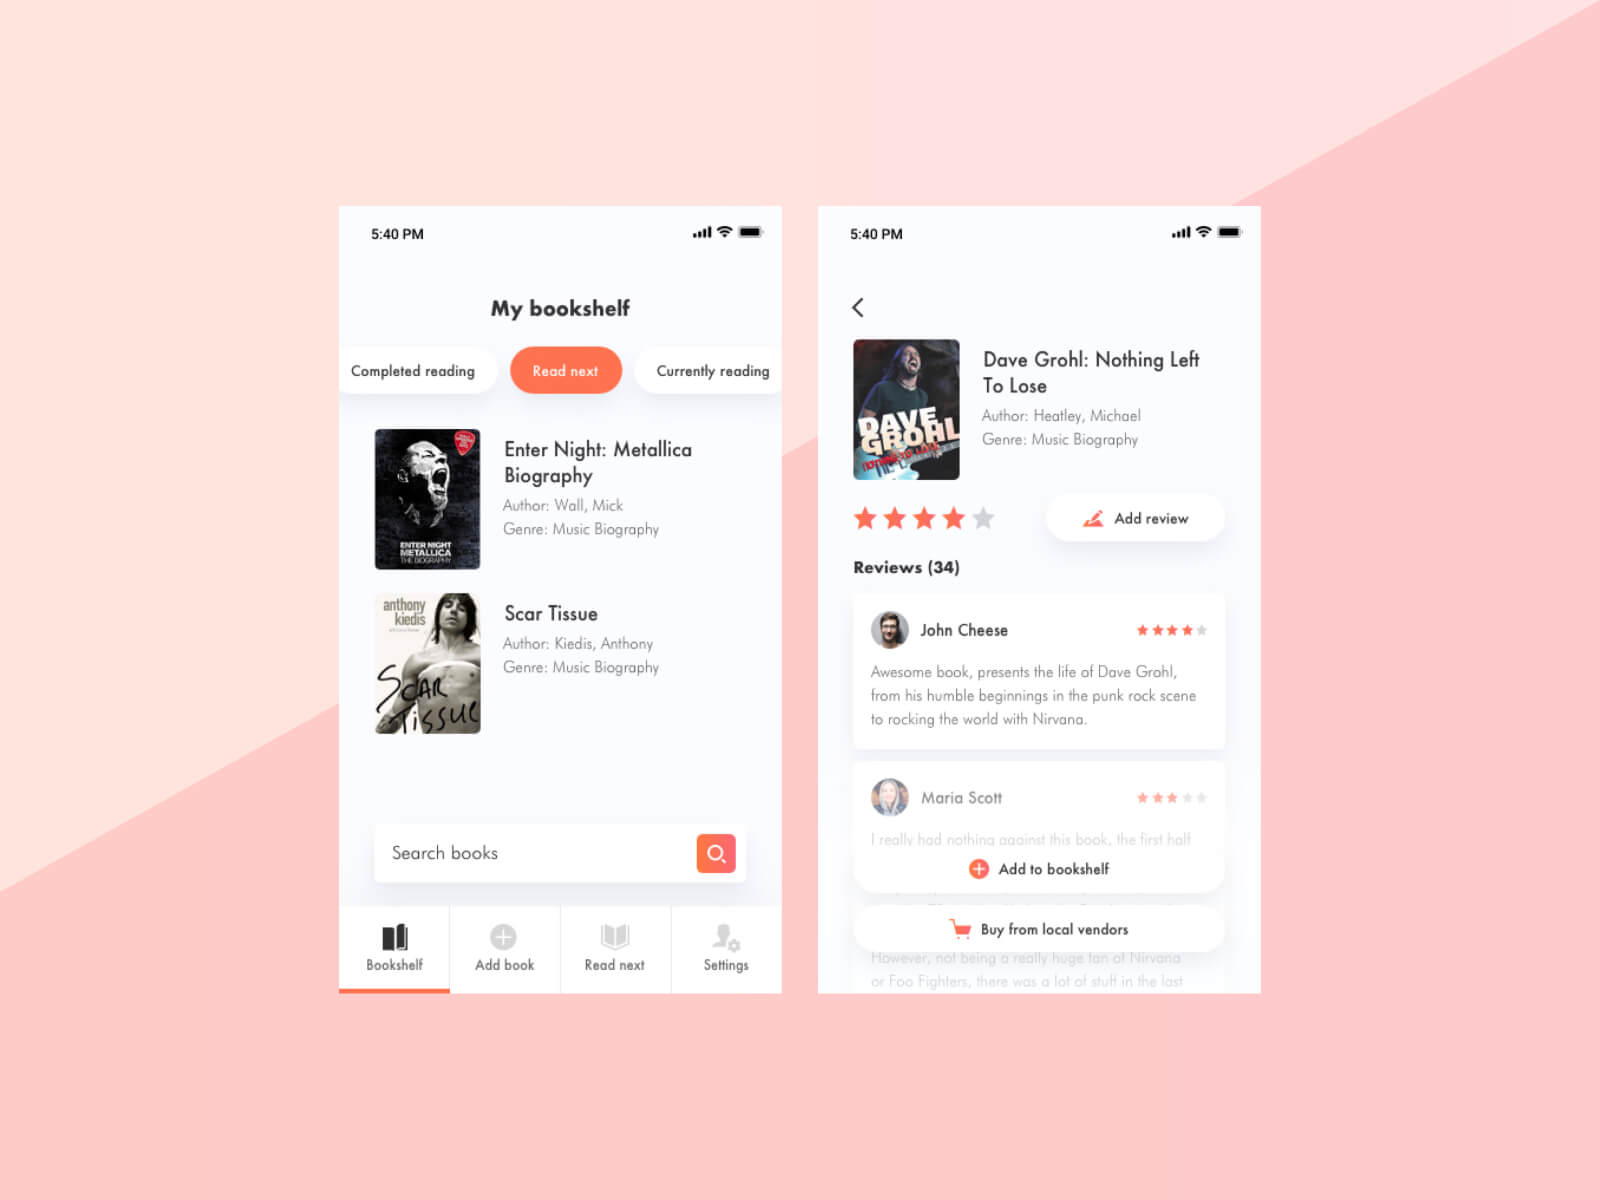 5:40 PM
My bookshelf
Completed reading
Read next
Currently reading
ENTER NIGHT
METALLICA
THE BIOGRAPHY
Enter Night: Metallica
Biography
Author: Wall, Mick
Genre: Music Biography
anthony
kiedis
SCAR
TISSUE
Scar Tissue
Author: Kiedis, Anthony
Genre: Music Biography
Search books
Bookshelf
Add book
Read next
Settings
5:40 PM
DAVE
GROHL
NOTHING TO LOSE
Dave Grohl: Nothing Left
To Lose
Author: Heatley, Michael
Genre: Music Biography
Add review
Reviews (34)
John Cheese
Awesome book, presents the life of Dave Grohl,
from his humble beginnings in the punk rock scene
to rocking the world with Nirvana.
Maria Scott
I really had nothing against this book, the first half
Add to bookshelf
Buy from local vendors
However, not being a really huge fan of Nirvana
or Foo Fighters, there was a lot of stuff in the last